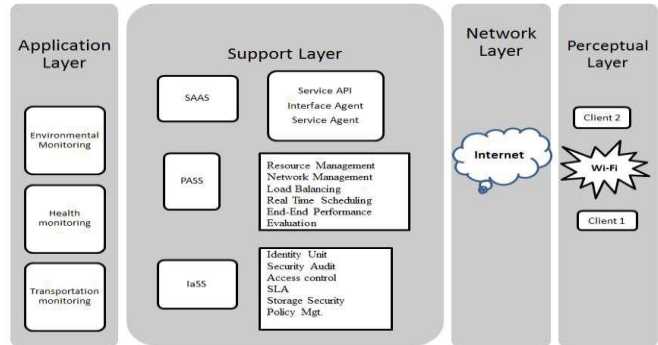 Application
Layer
Environmental
Monitoring
Health
monitoring
Transportation
monitoring
Support Layer
SAAS
Service API
Interface Agent
Service Agent
PASS
Resource Management
Network Management
Load Balancing
Real Time Scheduling
End-End Performance
Evaluation
IaSS
Identity Unit
Security Audit
Access control
SLA
Storage Security
Policy Mgt.
Network
Layer
Internet
Perceptual
Layer
Client 2
Wi-Fi
Client 1